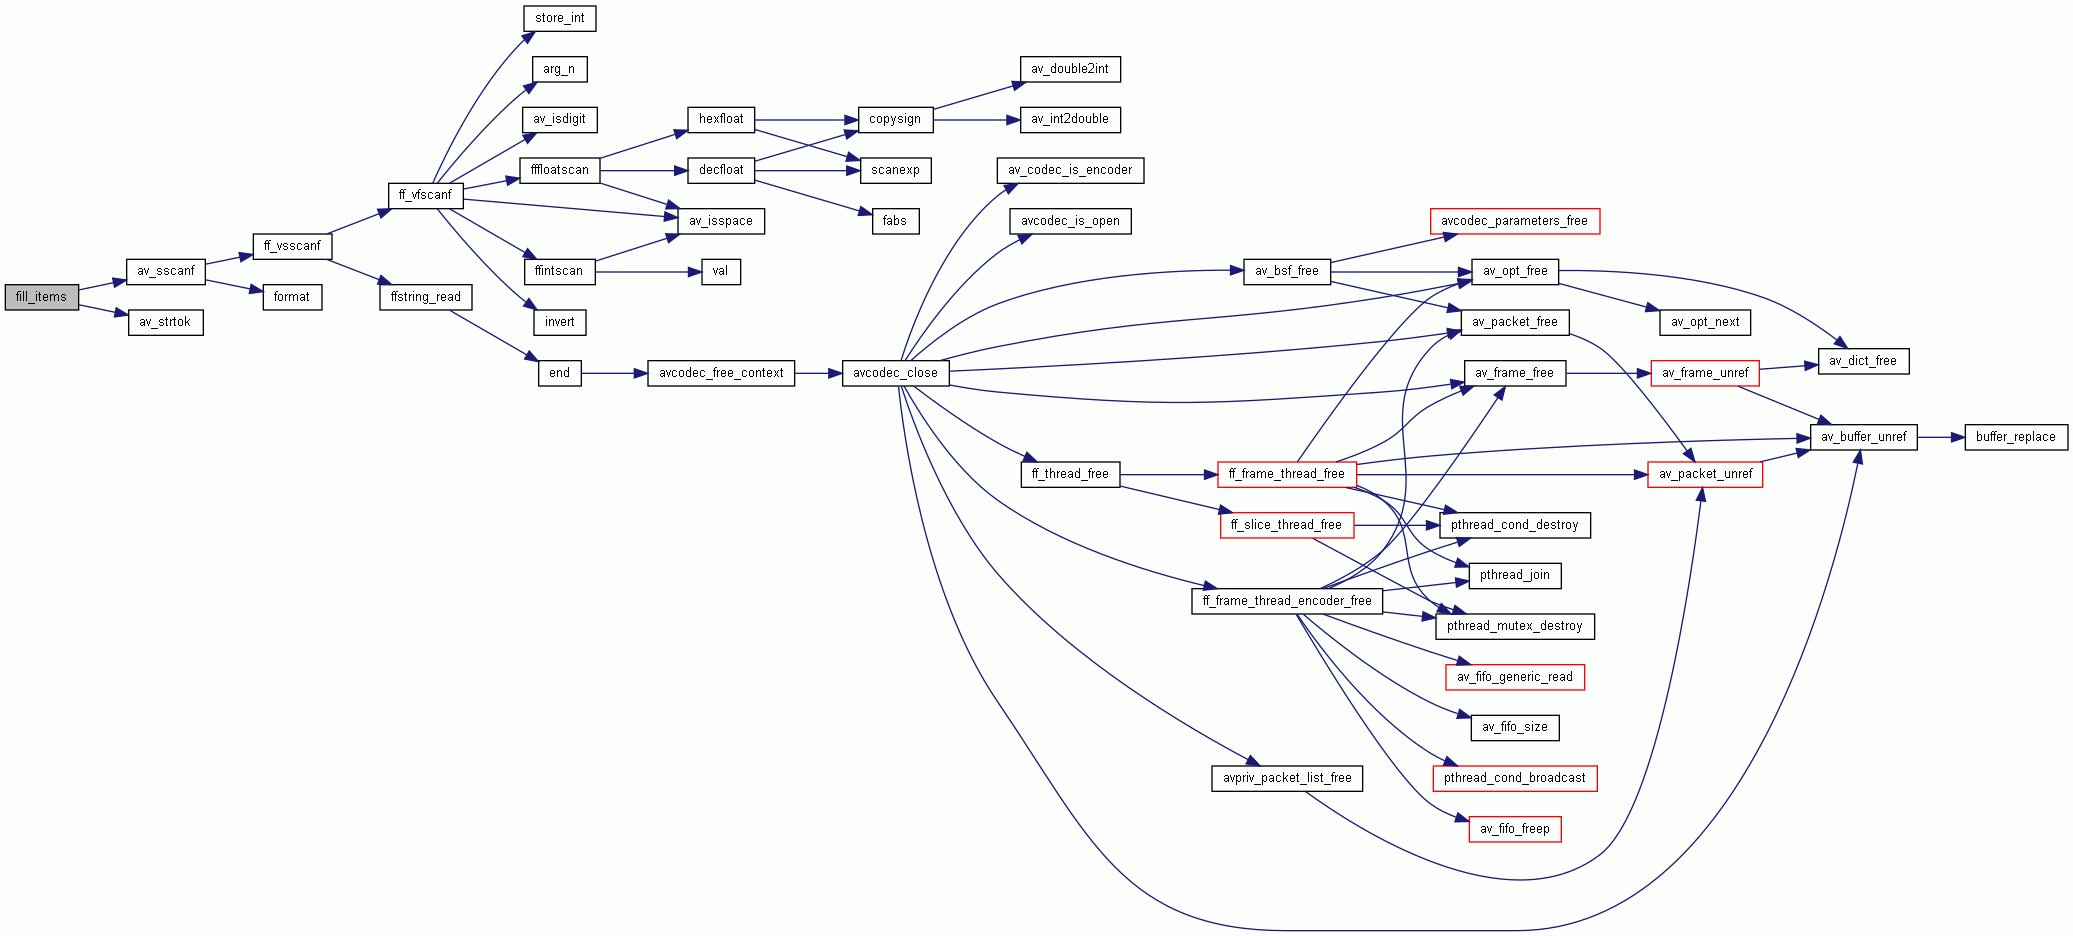 store_int
arg_n
av_double2int
av_isdigit
hexfloat
copysign
av_int2double
ffffloatscan
decfloat
scanexp
av_codec_is_encoder
ff_vfscanf
av_isspace
fabs
avcodec_is_open
avcodec_parameters_free
ff_vsscanf
av_sscanf
ffintscan
val
av_bsf_free
av_opt_free
fill_items
format
ffstring_read
av_strtok
invert
av_packet_free
av_opt_next
end
avcodec_free_context
avcodec_close
av_frame_free
av_frame_unref
av_dict_free
av_buffer_unref
buffer_replace
ff_thread_free
ff_frame_thread_free
av_packet_unref
ff_slice_thread_free
pthread_cond_destroy
pthread_join
ff_frame_thread_encoder_free
pthread_mutex_destroy
av_fifo_generic_read
av_fifo_size
avpriv_packet_list_free
pthread_cond_broadcast
av_fifo_freep